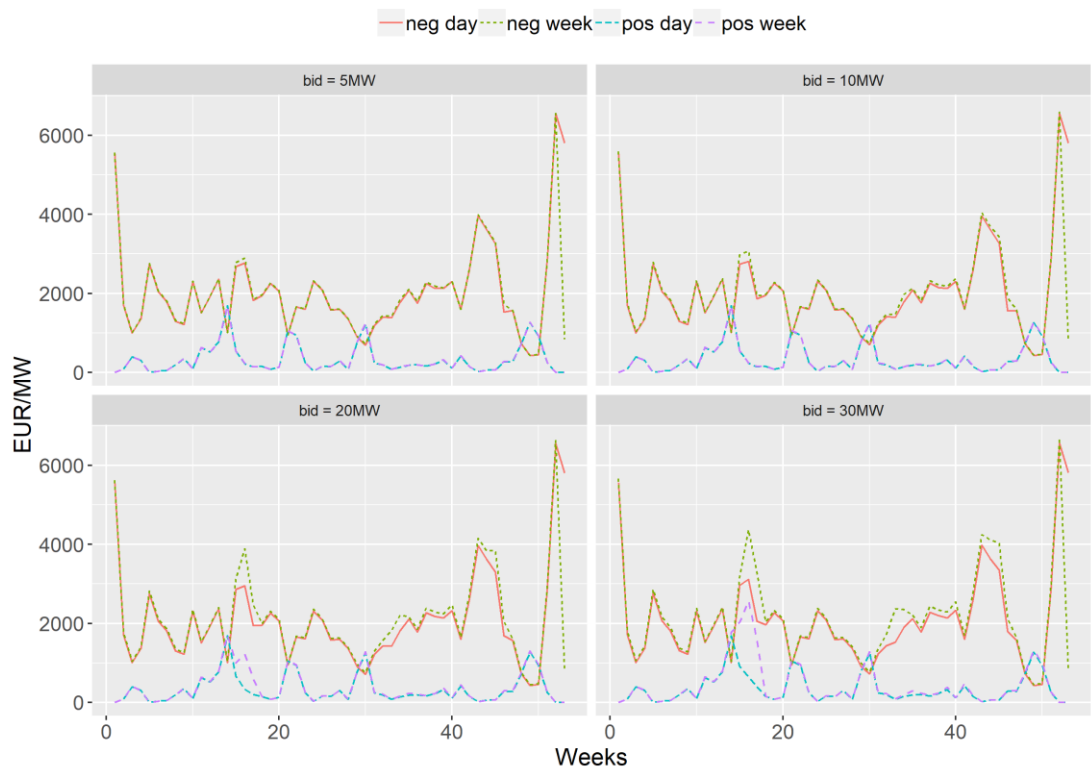 neg day neg week pos day pos week
bid = 5MW bid = 10MW
6000
4000
2000
0
bid = 20MW bid = 30MW
6000
4000
2000
0
EUR/MW
0 20 40 0 20 40
Weeks